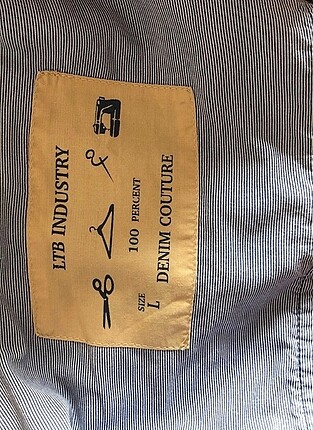 LTB INDUSTRY
100 PERCENT
SIZE
L
DENIM COUTURE